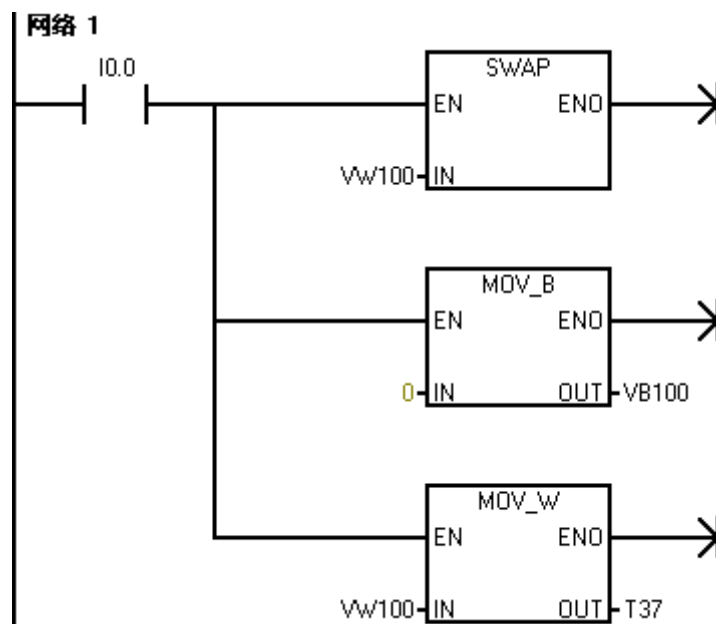 网络 1
I0.0
SWAP
EN ENO
VW100 IN
MOV_B
EN ENO
0 IN OUT VB100
MOV_W
EN ENO
VW100 IN OUT T37